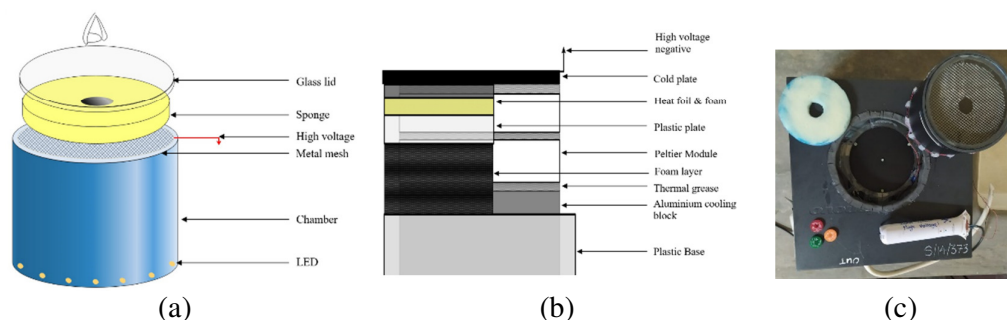 Glass lid
Sponge
High voltage
Metal mesh
Chamber
LED
(a)
High voltage
negative
Cold plate
Heat foil & foam
Plastic plate
Peltier Module
Foam layer
Thermal grease
Aluminium cooling
block
Plastic Base
(b)
OUT
(c)